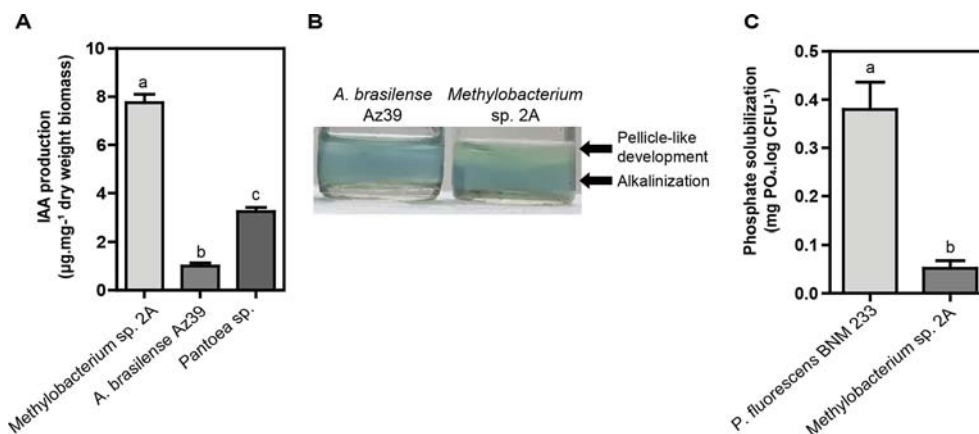 A
IAA production
(µg.mg-¹ dry weight biomass)
10
8
6
4
2
0
a
b
c
Methylobacterium sp. 2A
A. brasilense Az39
Pantoea sp.
B
A. brasilense
Az39
Methylobacterium
sp. 2A
Pellicle-like
development
Alkalinization
C
Phosphate solubilization
(mg PO₄.log CFU-¹)
0.5
0.4
0.3
0.2
0.1
0.0
a
b
P. fluorescens BNM 233
Methylobacterium sp. 2A